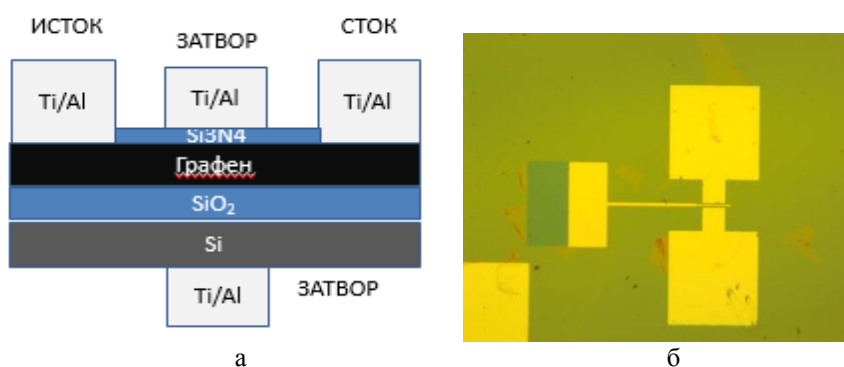 ИСТОК
ЗАТВОР
СТОК
Ti/Al
Ti/Al
Ti/Al
Si3N4
Графен
SiO₂
Si
Ti/Al
ЗАТВОР
а
б